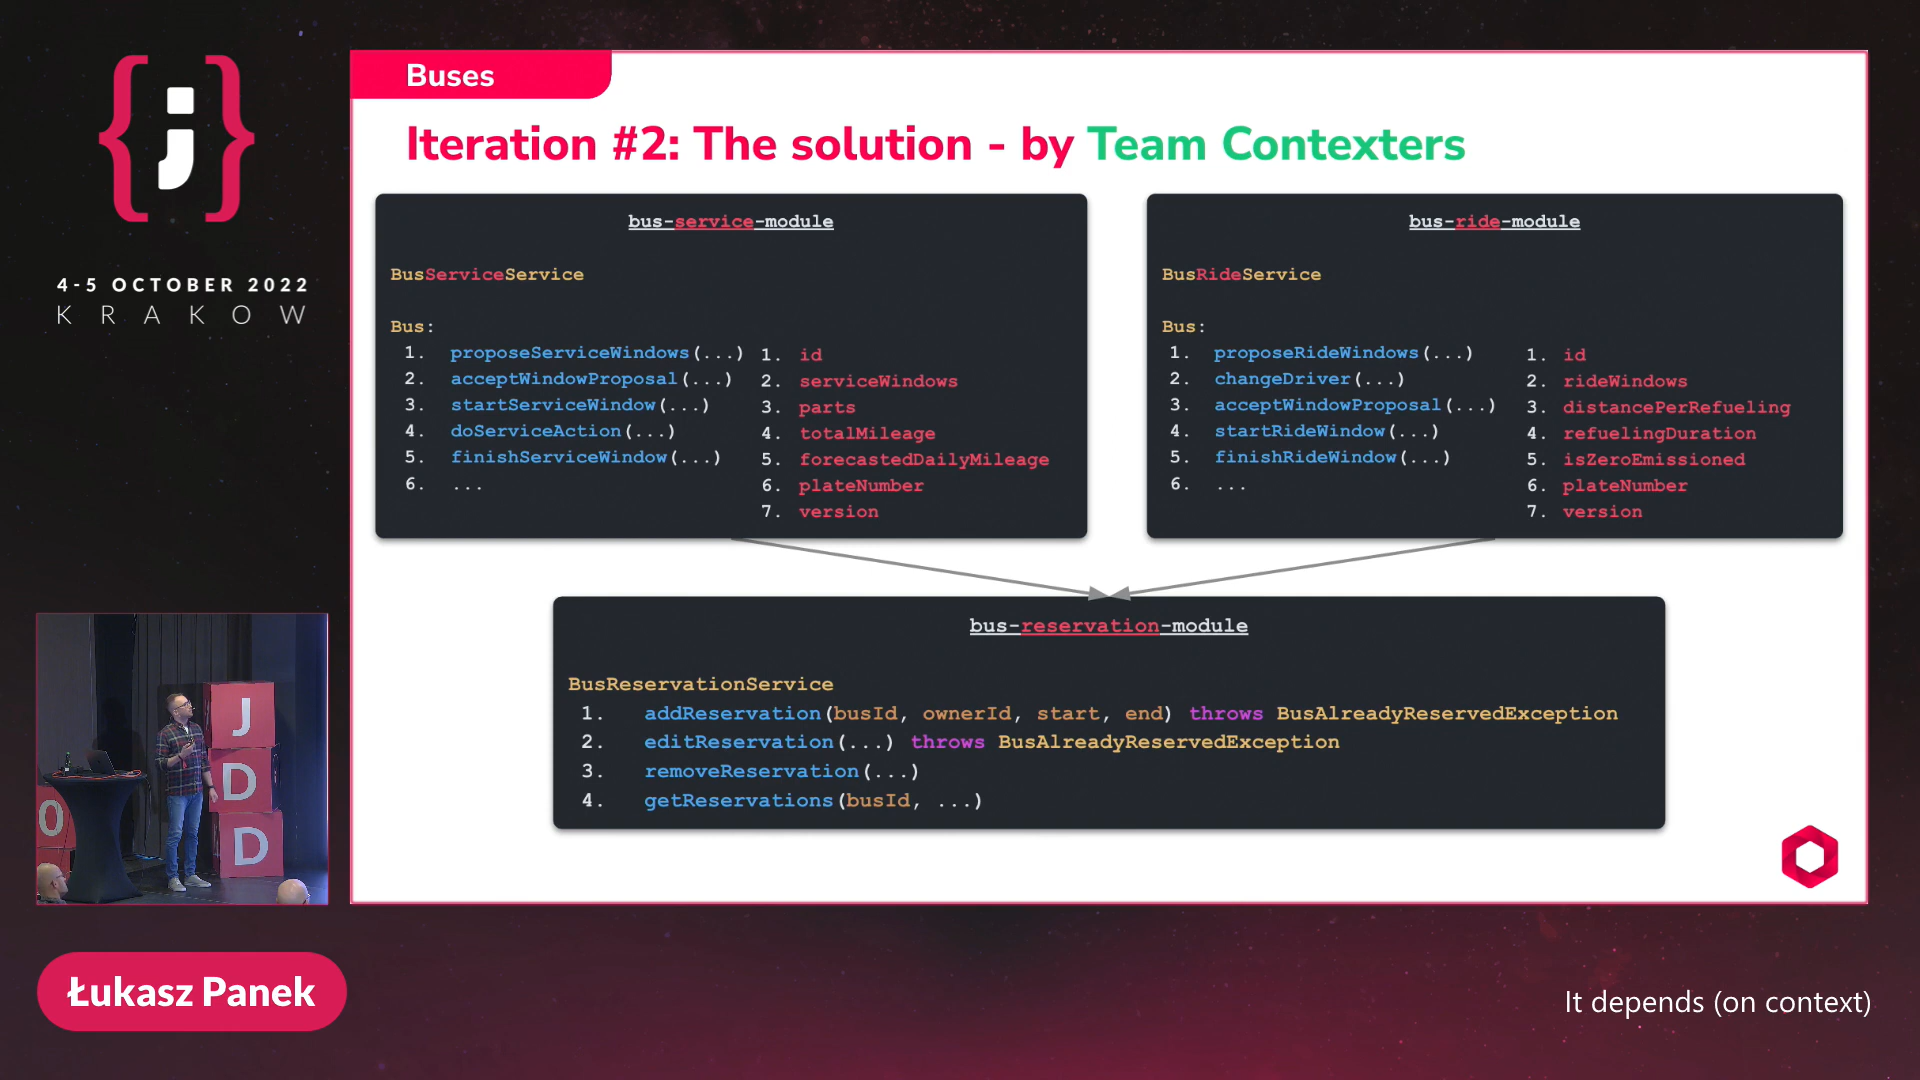 {;}
4-5 OCTOBER 2022
KRAKOW
Buses
Iteration #2: The solution - by Team Contexters
bus-service-module
BusServiceService
Bus:
1. proposeServiceWindows(...)
2. acceptWindowProposal(...)
3. startServiceWindow(...)
4. doServiceAction(...)
5. finishServiceWindow(...)
6. ...
1. id
2. serviceWindows
3. parts
4. totalMileage
5. forecastedDailyMileage
6. plateNumber
7. version
bus-ride-module
BusRideService
Bus:
1. proposeRideWindows(...)
2. changeDriver(...)
3. acceptWindowProposal(...)
4. startRideWindow(...)
5. finishRideWindow(...)
6. ...
1. id
2. rideWindows
3. distancePerRefueling
4. refuelingDuration
5. isZeroEmissioned
6. plateNumber
7. version
bus-reservation-module
BusReservationService
1. addReservation(busId, ownerId, start, end) throws BusAlreadyReservedException
2. editReservation(...) throws BusAlreadyReservedException
3. removeReservation(...)
4. getReservations(busId, ...)
J
D
D
0
Łukasz Panek
It depends (on context)